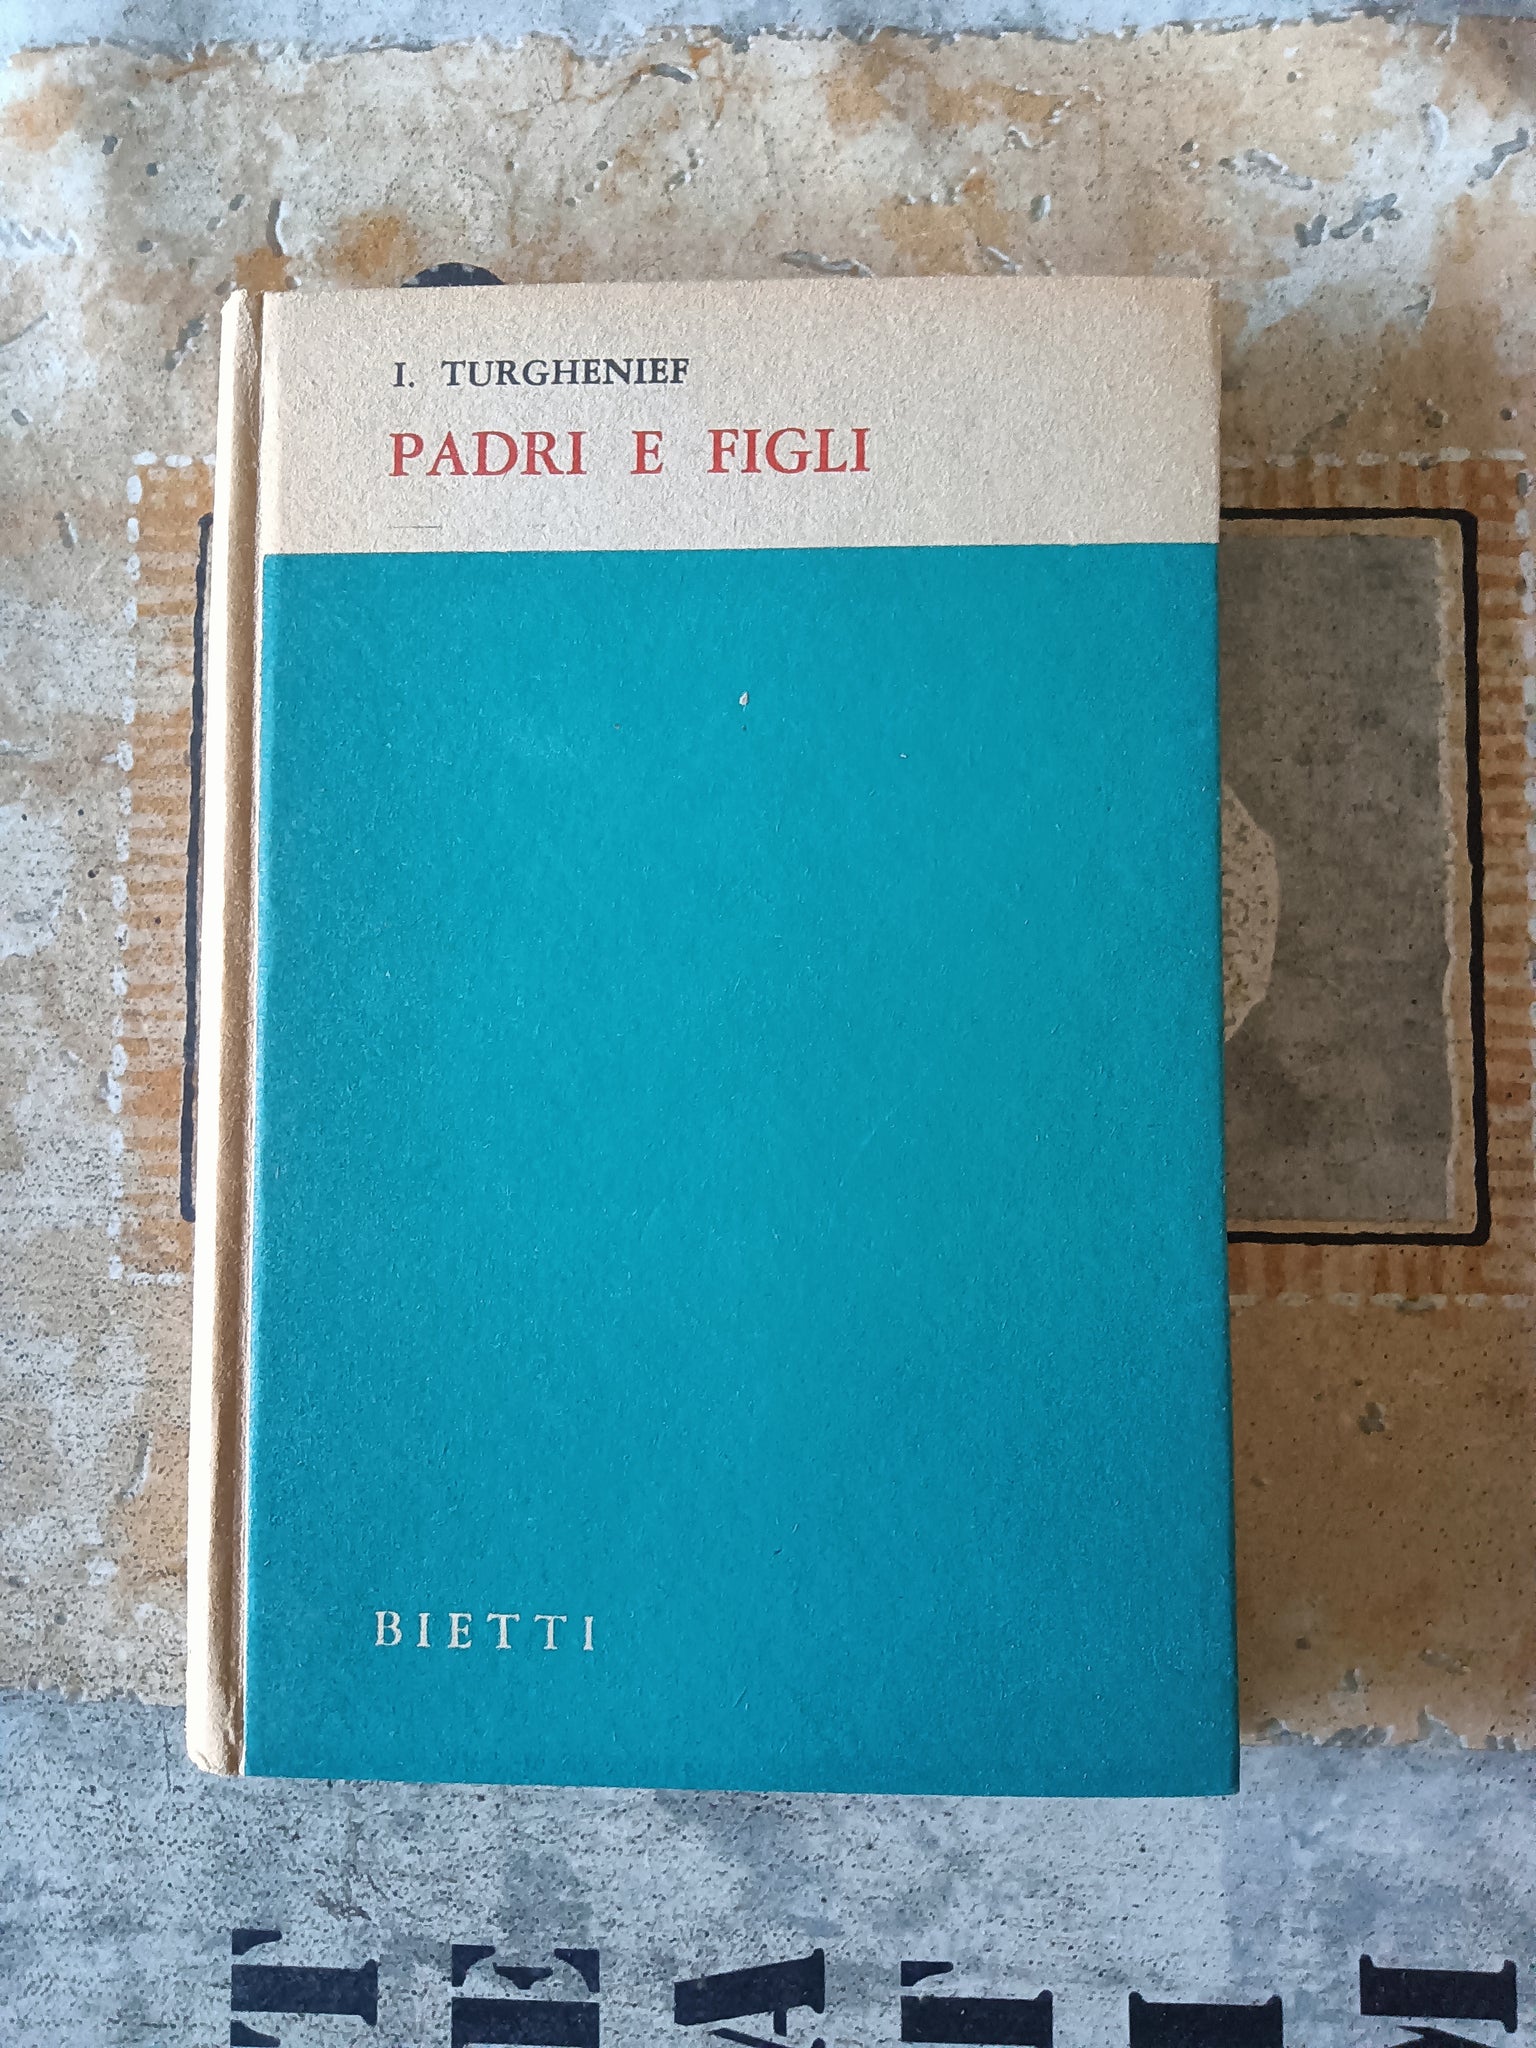 I. TURGHENIEF
PADRI E FIGLI
BIETTI